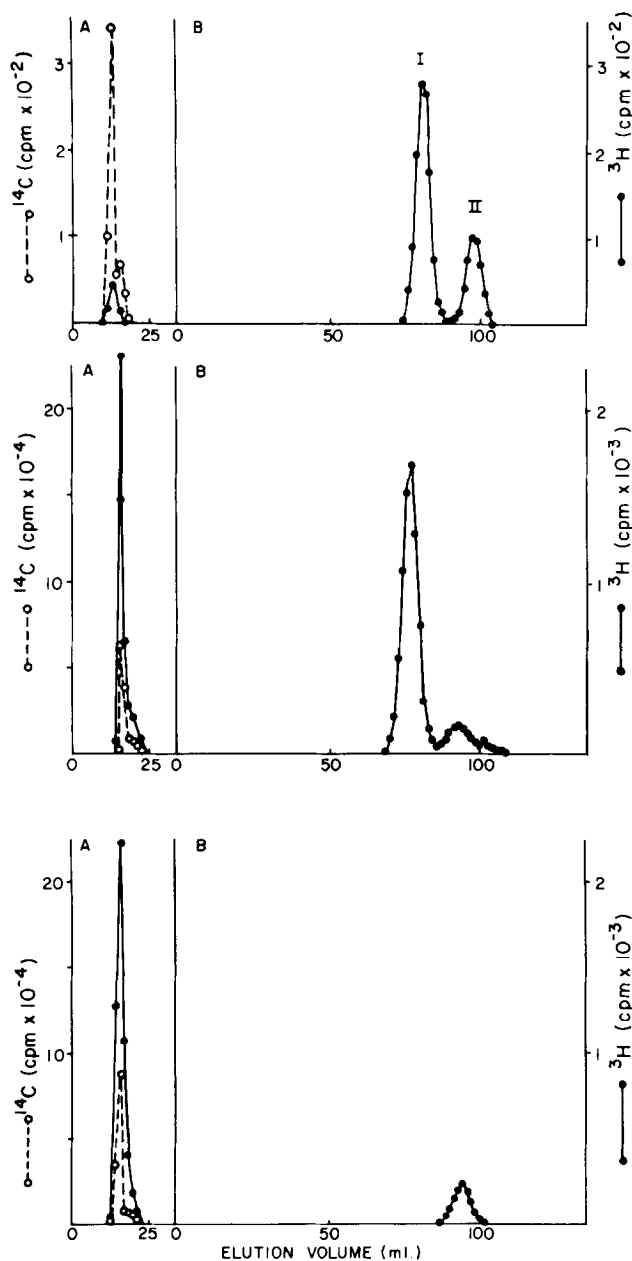 A
B
3
2
1
0
25
0
50
100
I
II
3
2
1
o-----o ¹⁴C (cpm x 10⁻²)
³H (cpm x 10⁻²)
A
B
20
10
0
25
0
50
100
2
1
o-----o ¹⁴C (cpm x 10⁻⁴)
³H (cpm x 10⁻³)
A
B
20
10
0
25
0
50
100
2
1
o-----o ¹⁴C (cpm x 10⁻⁴)
³H (cpm x 10⁻³)
ELUTION VOLUME (ml.)